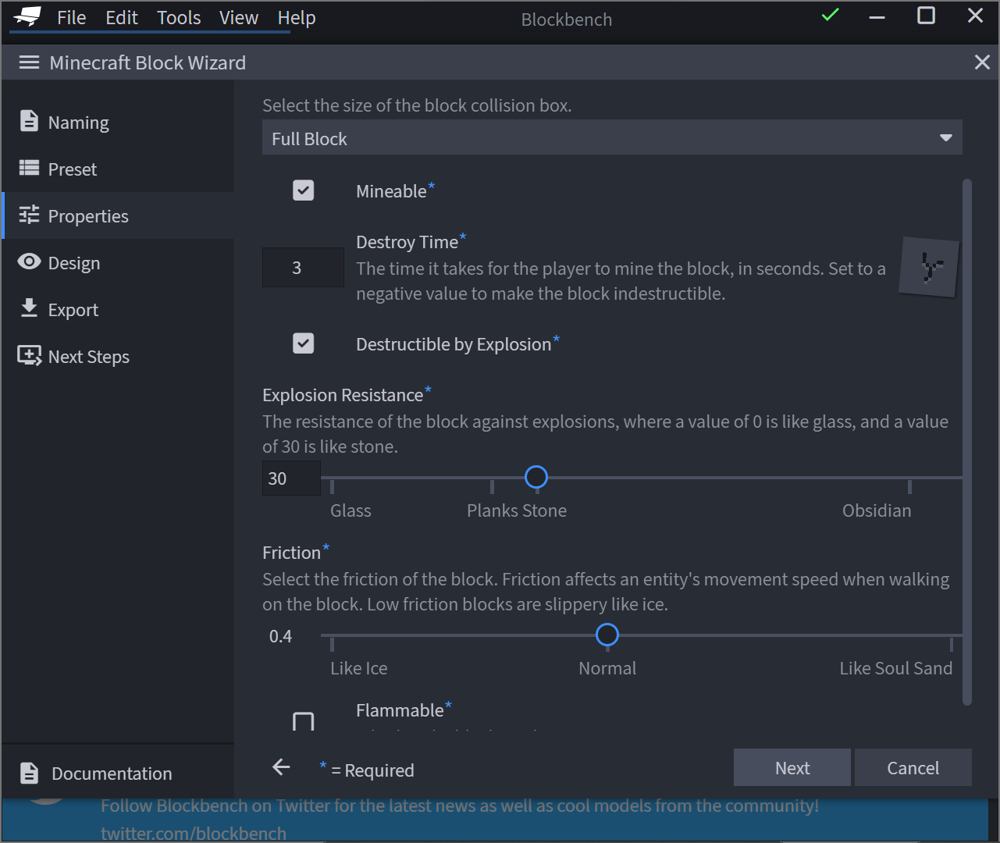 File Edit Tools View Help
Blockbench
Minecraft Block Wizard
Naming
Preset
Properties
Design
Export
Next Steps
Documentation
Select the size of the block collision box.
Full Block
Mineable*
Destroy Time*
3
The time it takes for the player to mine the block, in seconds. Set to a
negative value to make the block indestructible.
Destructible by Explosion*
Explosion Resistance*
The resistance of the block against explosions, where a value of 0 is like glass, and a value
of 30 is like stone.
30
Glass Planks Stone Obsidian
Friction*
Select the friction of the block. Friction affects an entity's movement speed when walking
on the block. Low friction blocks are slippery like ice.
0.4
Like Ice Normal Like Soul Sand
Flammable*
* = Required
Next Cancel
Follow Blockbench on Twitter for the latest news as well as cool models from the community!
twitter.com/blockbench